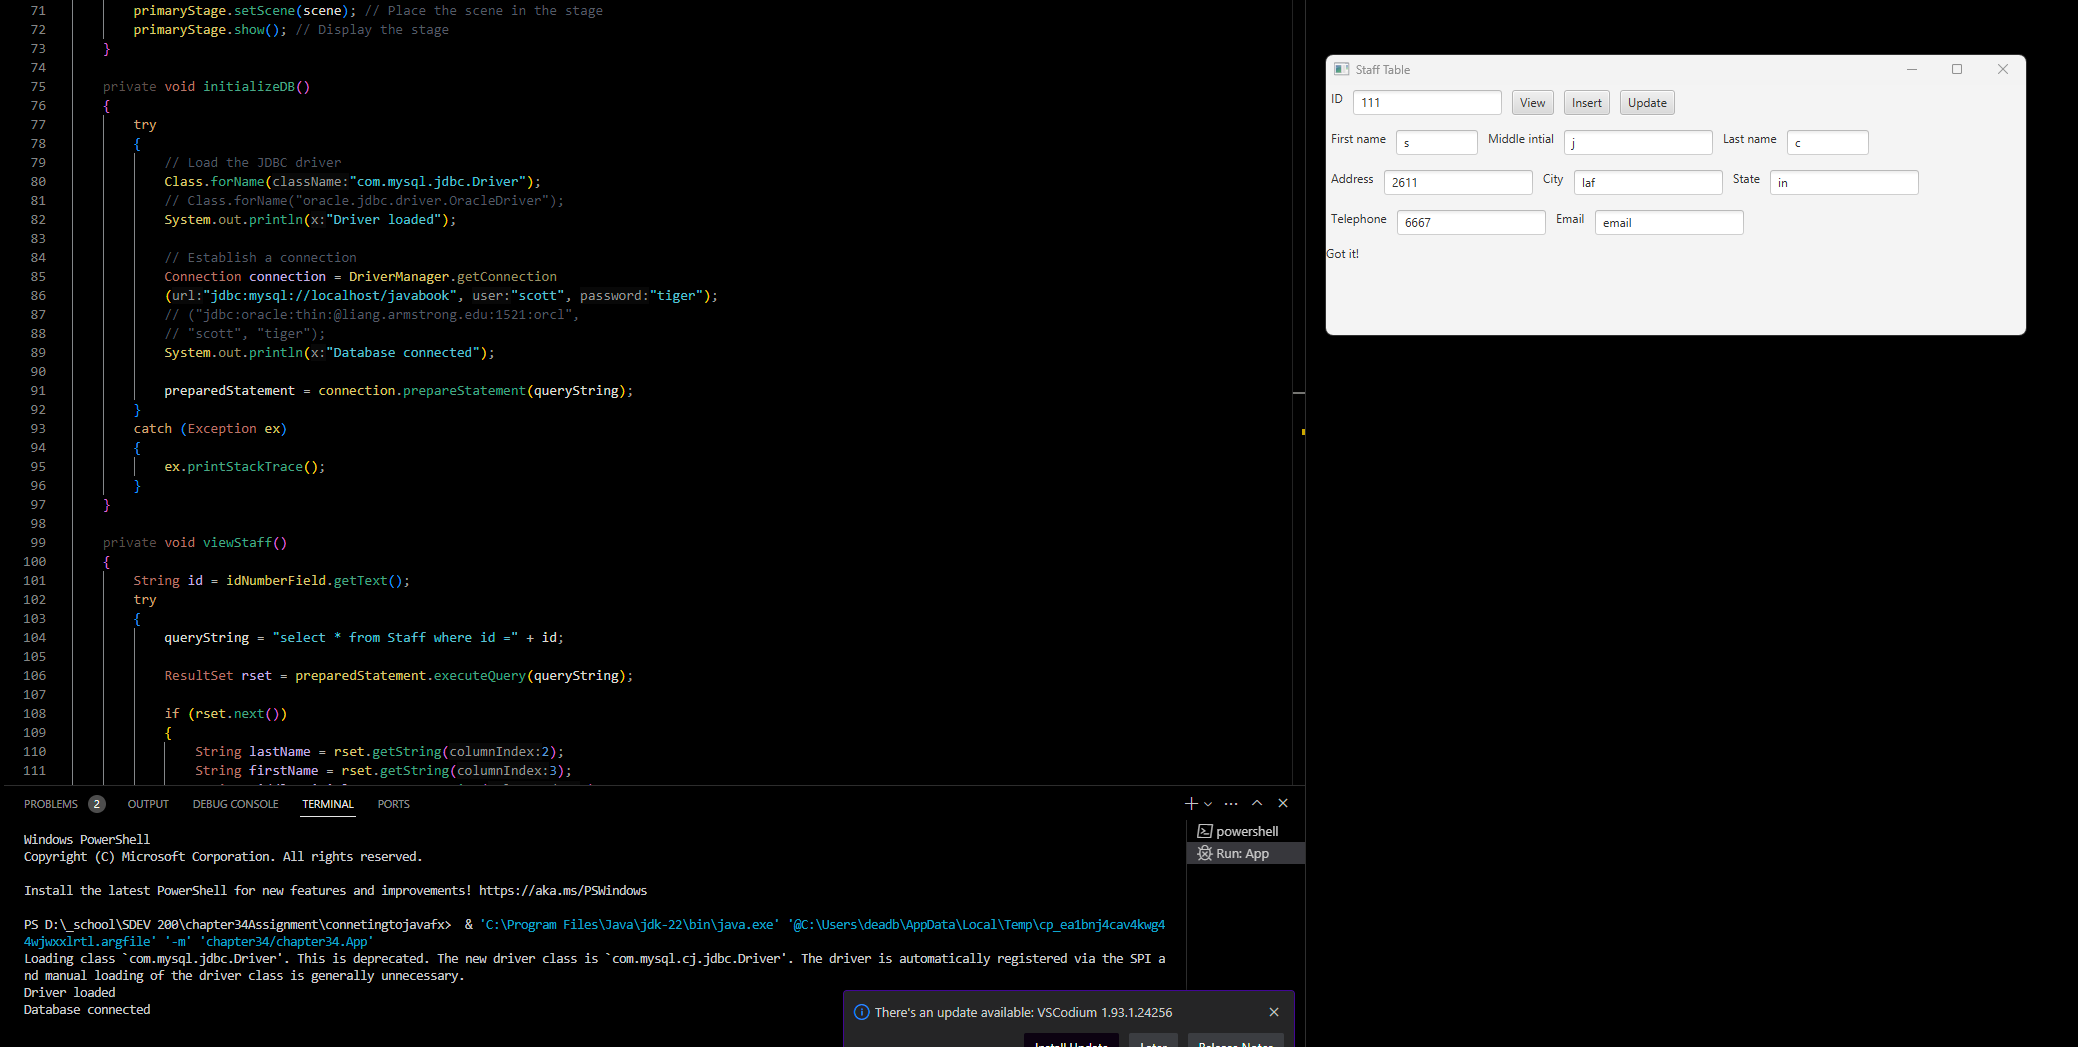 71 primaryStage.setScene(scene); // Place the scene in the stage
72 primaryStage.show(); // Display the stage
73 }
74
75 private void initializeDB()
76 {
77 try
78 {
79 // Load the JDBC driver
80 Class.forName(className:"com.mysql.jdbc.Driver");
81 // Class.forName("oracle.jdbc.driver.OracleDriver");
82 System.out.println(x:"Driver loaded");
83
84 // Establish a connection
85 Connection connection = DriverManager.getConnection
86 (url:"jdbc:mysql://localhost/javabook", user:"scott", password:"tiger");
87 // ("jdbc:oracle:thin:@liang.armstrong.edu:1521:orcl",
88 // "scott", "tiger");
89 System.out.println(x:"Database connected");
90
91 preparedStatement = connection.prepareStatement(queryString);
92 }
93 catch (Exception ex)
94 {
95 ex.printStackTrace();
96 }
97 }
98
99 private void viewStaff()
100 {
101 String id = idNumberField.getText();
102 try
103 {
104 queryString = "select * from Staff where id =" + id;
105
106 ResultSet rset = preparedStatement.executeQuery(queryString);
107
108 if (rset.next())
109 {
110 String lastName = rset.getString(columnIndex:2);
111 String firstName = rset.getString(columnIndex:3);
PROBLEMS 2 OUTPUT DEBUG CONSOLE TERMINAL PORTS
Windows PowerShell
Copyright (C) Microsoft Corporation. All rights reserved.
Install the latest PowerShell for new features and improvements! https://aka.ms/PSWindows
PS D:\_school\SDEV 200\chapter34Assignment\connetingtojavafx> & 'C:\Program Files\Java\jdk-22\bin\java.exe' '@C:\Users\deadb\AppData\Local\Temp\cp_ea1bnj4cav4kwg4
4wjwxxlrtl.argfile' '-m' 'chapter34/chapter34.App'
Loading class `com.mysql.jdbc.Driver'. This is deprecated. The new driver class is `com.mysql.cj.jdbc.Driver'. The driver is automatically registered via the SPI a
nd manual loading of the driver class is generally unnecessary.
Driver loaded
Database connected
powershell
Run: App
There's an update available: VSCodium 1.93.1.24256
Install Update Later Release Notes
Staff Table
ID 111 View Insert Update
First name s Middle intial j Last name c
Address 2611 City laf State in
Telephone 6667 Email email
Got it!